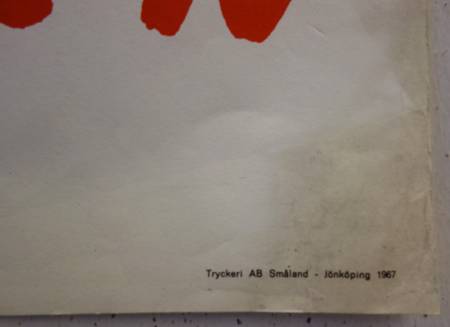 Tryckeri AB Småland - Jönköping 1967